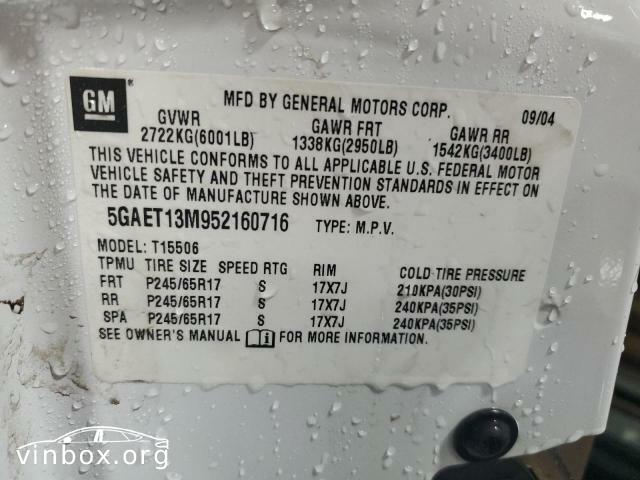 GM ®
MFD BY GENERAL MOTORS CORP. 09/04
GVWR GAWR FRT GAWR RR
2722KG(6001LB) 1338KG(2950LB) 1542KG(3400LB)
THIS VEHICLE CONFORMS TO ALL APPLICABLE U.S. FEDERAL MOTOR
VEHICLE SAFETY AND THEFT PREVENTION STANDARDS IN EFFECT ON
THE DATE OF MANUFACTURE SHOWN ABOVE.
5GAET13M952160716 TYPE: M.P.V.
MODEL: T15506
TPMU TIRE SIZE SPEED RTG RIM COLD TIRE PRESSURE
FRT P245/65R17 S 17X7J 210KPA(30PSI)
RR P245/65R17 S 17X7J 240KPA(35PSI)
SPA P245/65R17 S 17X7J 240KPA(35PSI)
SEE OWNER'S MANUAL FOR MORE INFORMATION.
vinbox.org